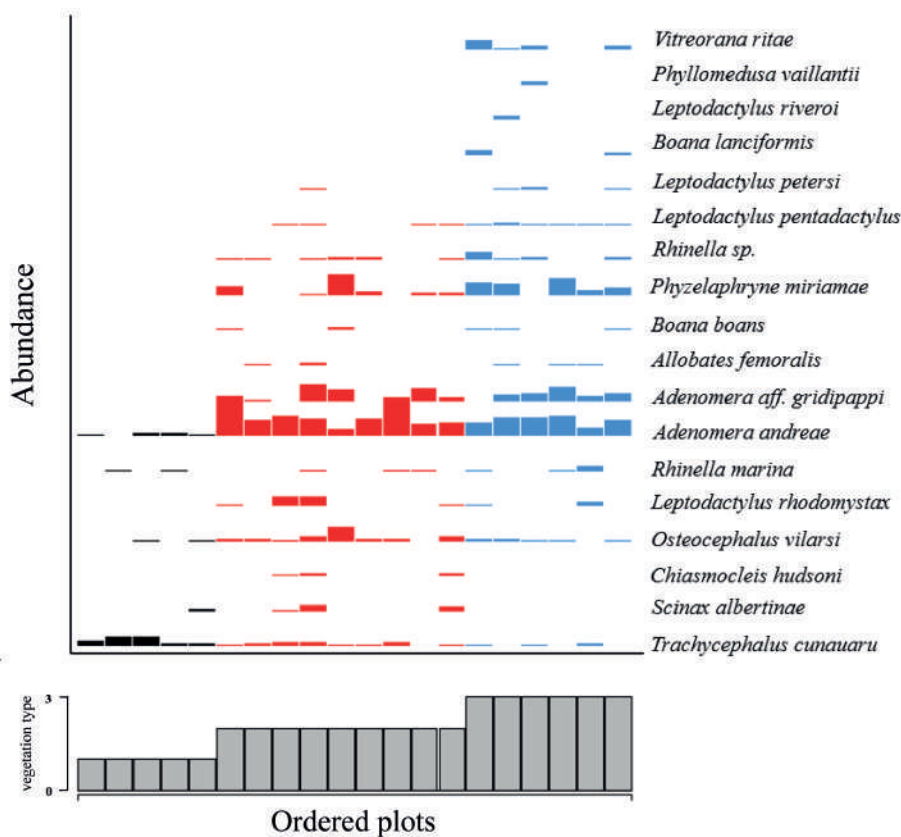 Vitreorana ritae
Phyllomedusa vaillantii
Leptodactylus riveroi
Boana lanciformis
Leptodactylus petersi
Leptodactylus pentadactylus
Rhinella sp.
Phyzelaphryne miriamae
Boana boans
Allobates femoralis
Adenomera aff. gridipappi
Adenomera andreae
Rhinella marina
Leptodactylus rhodomystax
Osteocephalus vilarsi
Chiasmocleis hudsoni
Scinax albertinae
Trachycephalus cunauaru
Abundance
vegetation type
3
0
Ordered plots